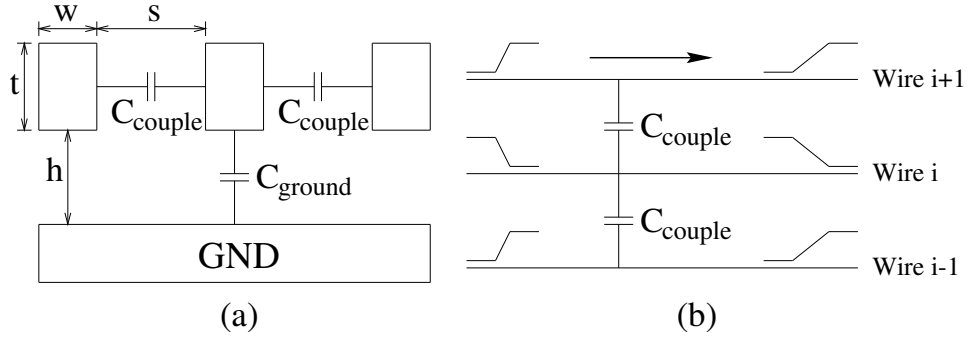 w
s
t
C_couple
C_couple
h
C_ground
GND
(a)
Wire i+1
C_couple
Wire i
C_couple
Wire i-1
(b)